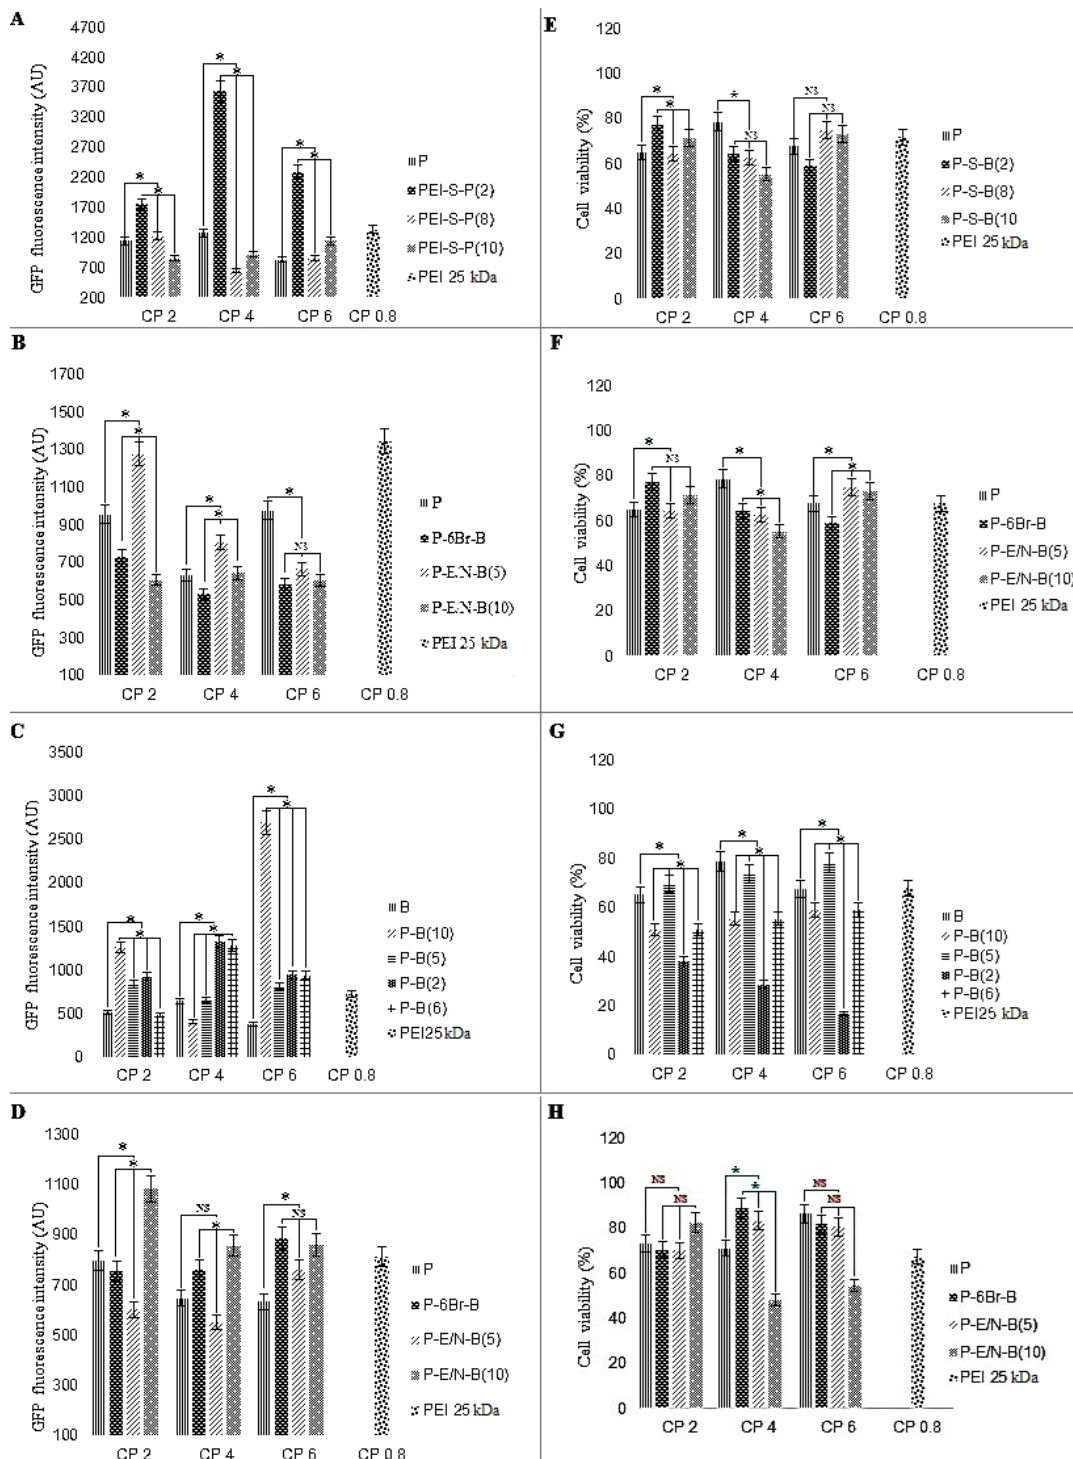 A
GFP fluorescence intensity (AU)
4700
4200
3700
3200
2700
2200
1700
1200
700
200
* * * * * *
CP 2 CP 4 CP 6 CP 0.8
P
PEI-S-P(2)
PEI-S-P(8)
PEI-S-P(10)
PEI 25 kDa
E
Cell viability (%)
120
100
80
60
40
20
0
* * * NS NS NS
CP 2 CP 4 CP 6 CP 0.8
P
P-S-B(2)
P-S-B(8)
P-S-B(10
PEI 25 kDa
B
GFP fluorescence intensity (AU)
1700
1500
1300
1100
900
700
500
300
100
* * * * * NS
CP 2 CP 4 CP 6 CP 0.8
P
P-6Br-B
P-E/N-B(5)
P-E/N-B(10)
PEI 25 kDa
F
Cell viability (%)
120
100
80
60
40
20
0
* NS * * * *
CP 2 CP 4 CP 6 CP 0.8
P
P-6Br-B
P-E/N-B(5)
P-E/N-B(10)
PEI 25 kDa
C
GFP fluorescence intensity (AU)
3500
3000
2500
2000
1500
1000
500
0
* * * * * *
CP 2 CP 4 CP 6 CP 0.8
B
P-B(10)
P-B(5)
P-B(2)
P-B(6)
PEI25kDa
G
Cell viability (%)
120
100
80
60
40
20
0
* * * * * *
CP 2 CP 4 CP 6 CP 0.8
B
P-B(10)
P-B(5)
P-B(2)
P-B(6)
PEI25 kDa
D
GFP fluorescence intensity (AU)
1300
1100
900
700
500
300
100
* * NS * * NS
CP 2 CP 4 CP 6 CP 0.8
P
P-6Br-B
P-E/N-B(5)
P-E/N-B(10)
PEI 25 kDa
H
Cell viability (%)
120
100
80
60
40
20
0
NS NS * * NS NS
CP 2 CP 4 CP 6 CP 0.8
P
P-6Br-B
P-E/N-B(5)
P-E/N-B(10)
PEI 25 kDa